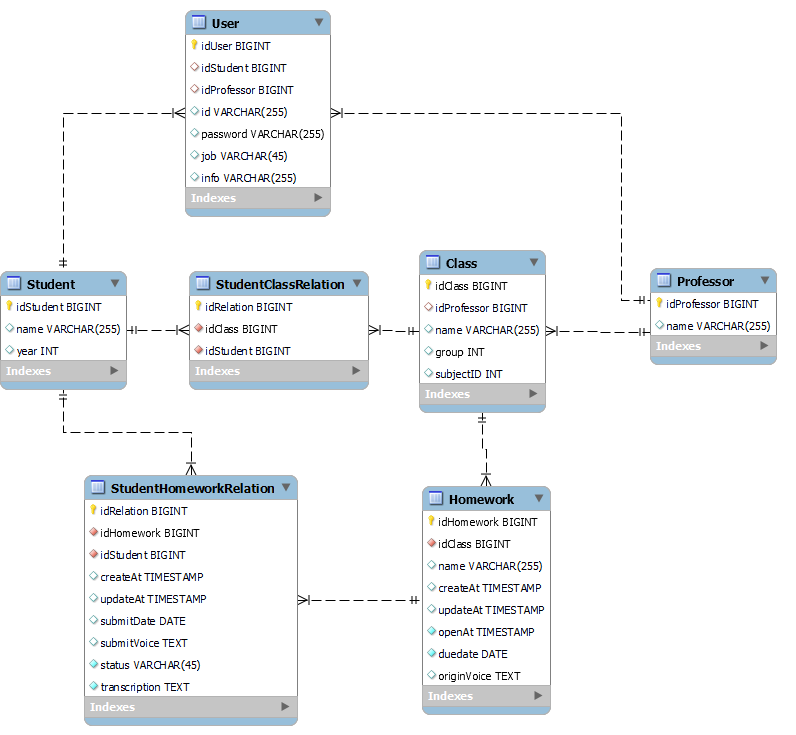 User
idUser BIGINT
idStudent BIGINT
idProfessor BIGINT
id VARCHAR(255)
password VARCHAR(255)
job VARCHAR(45)
info VARCHAR(255)
Indexes
Student
idStudent BIGINT
name VARCHAR(255)
year INT
Indexes
StudentClassRelation
idRelation BIGINT
idClass BIGINT
idStudent BIGINT
Indexes
Class
idClass BIGINT
idProfessor BIGINT
name VARCHAR(255)
group INT
subjectID INT
Indexes
Professor
idProfessor BIGINT
name VARCHAR(255)
Indexes
StudentHomeworkRelation
idRelation BIGINT
idHomework BIGINT
idStudent BIGINT
createAt TIMESTAMP
updateAt TIMESTAMP
submitDate DATE
submitVoice TEXT
status VARCHAR(45)
transcription TEXT
Indexes
Homework
idHomework BIGINT
idClass BIGINT
name VARCHAR(255)
createAt TIMESTAMP
updateAt TIMESTAMP
openAt TIMESTAMP
duedate DATE
originVoice TEXT
Indexes